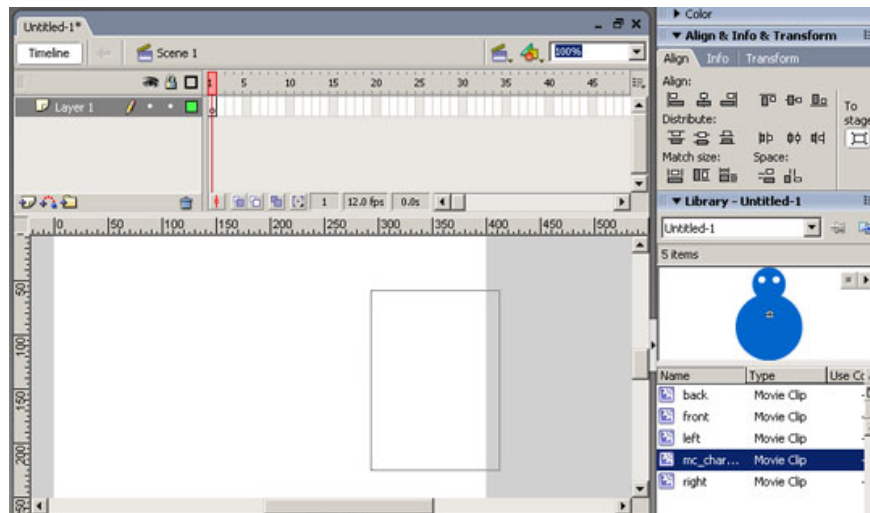 Untitled-1*
Color
Timeline Scene 1 100%
Align & Info & Transform
Align Info Transform
1 5 10 15 20 25 30 35 40 45
Align:
Layer 1
To stage
Distribute:
Match size: Space:
1 12.0 fps 0.0s
Library - Untitled-1
0 50 100 150 200 250 300 350 400 450 500
Untitled-1
5 items
50
100
150
200
Name Type
back Movie Clip
front Movie Clip
left Movie Clip
mc_char... Movie Clip
right Movie Clip